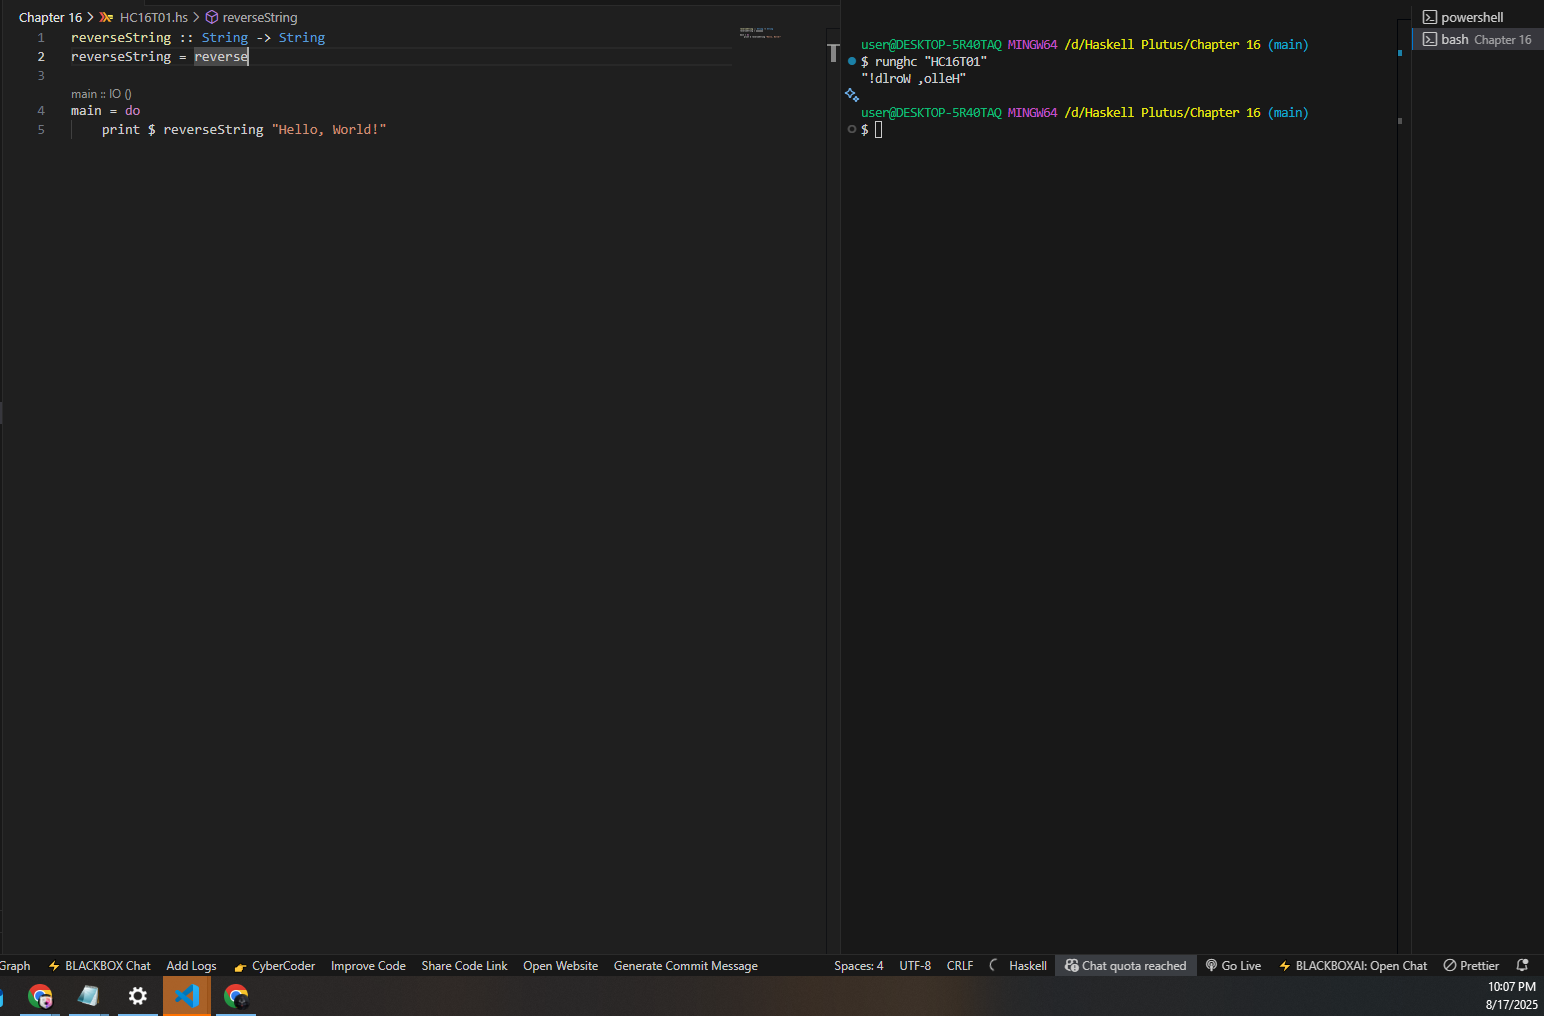 Chapter 16 > HC16T01.hs > reverseString
1 reverseString :: String -> String
2 reverseString = reverse
3
main :: IO ()
4 main = do
5 print $ reverseString "Hello, World!"
user@DESKTOP-5R40TAQ MINGW64 /d/Haskell Plutus/Chapter 16 (main)
$ runghc "HC16T01"
"!dlroW ,olleH"
user@DESKTOP-5R40TAQ MINGW64 /d/Haskell Plutus/Chapter 16 (main)
$
powershell
bash Chapter 16
Graph BLACKBOX Chat Add Logs CyberCoder Improve Code Share Code Link Open Website Generate Commit Message Spaces: 4 UTF-8 CRLF Haskell Chat quota reached Go Live BLACKBOXAI: Open Chat Prettier
10:07 PM
8/17/2025